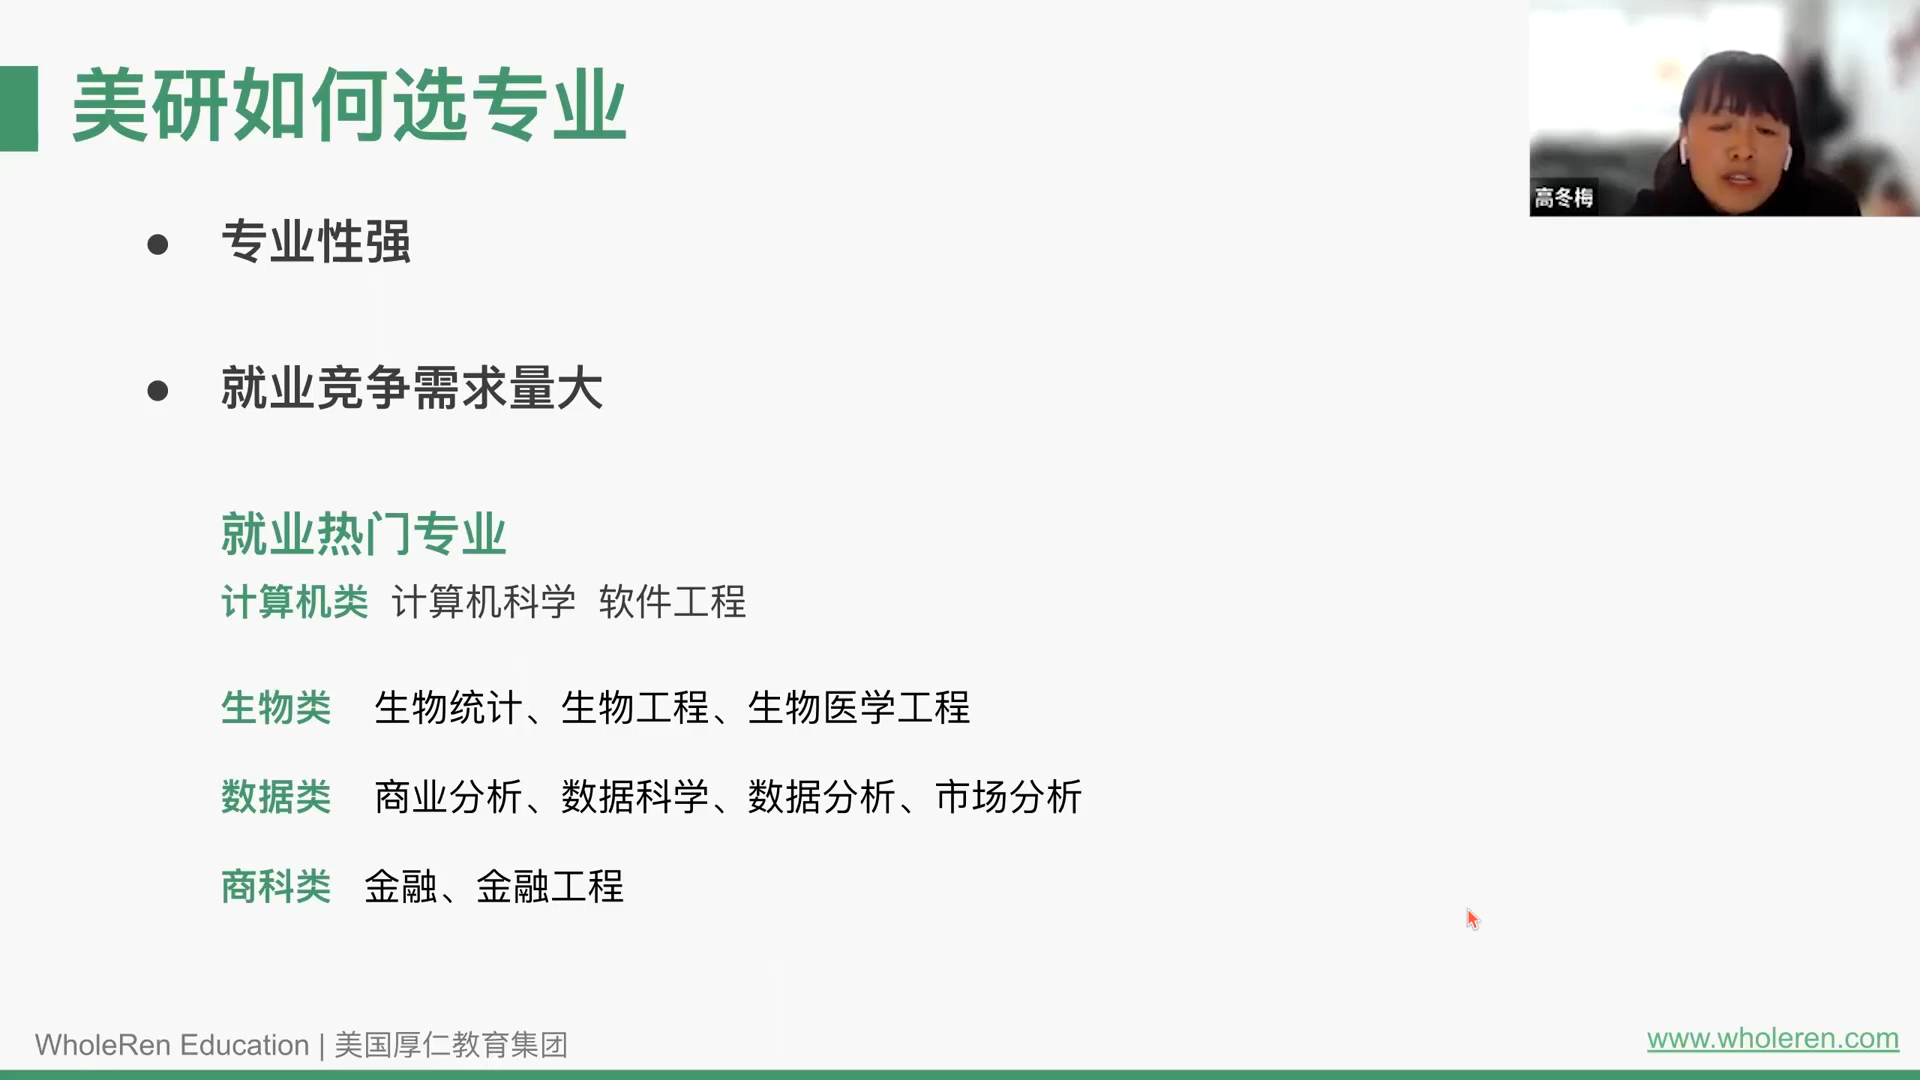 美研如何选专业
高冬梅
● 专业性强
● 就业竞争需求量大
就业热门专业
计算机类 计算机科学 软件工程
生物类 生物统计、生物工程、生物医学工程
数据类 商业分析、数据科学、数据分析、市场分析
商科类 金融、金融工程
WholeRen Education | 美国厚仁教育集团
www.wholeren.com